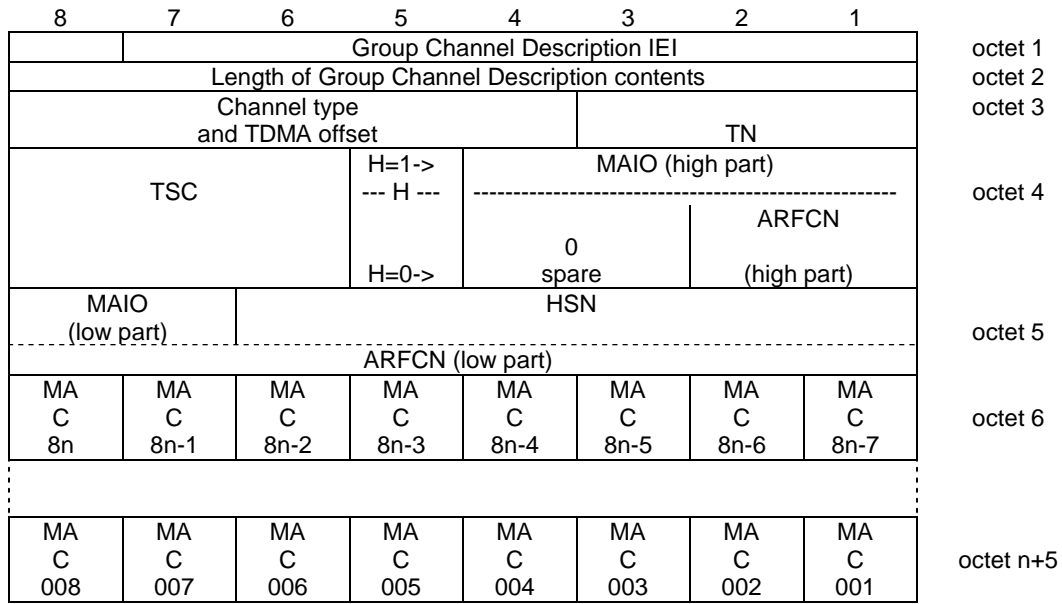 8 7 6 5 4 3 2 1
Group Channel Description IEI octet 1
Length of Group Channel Description contents octet 2
Channel type octet 3
and TDMA offset TN
H=1-> MAIO (high part)
TSC --- H --- ------------------------------------------------------- octet 4
ARFCN
0
H=0-> spare (high part)
MAIO HSN
(low part) octet 5
ARFCN (low part)
MA MA MA MA MA MA MA MA
C C C C C C C C octet 6
8n 8n-1 8n-2 8n-3 8n-4 8n-5 8n-6 8n-7
MA MA MA MA MA MA MA MA
C C C C C C C C octet n+5
008 007 006 005 004 003 002 001